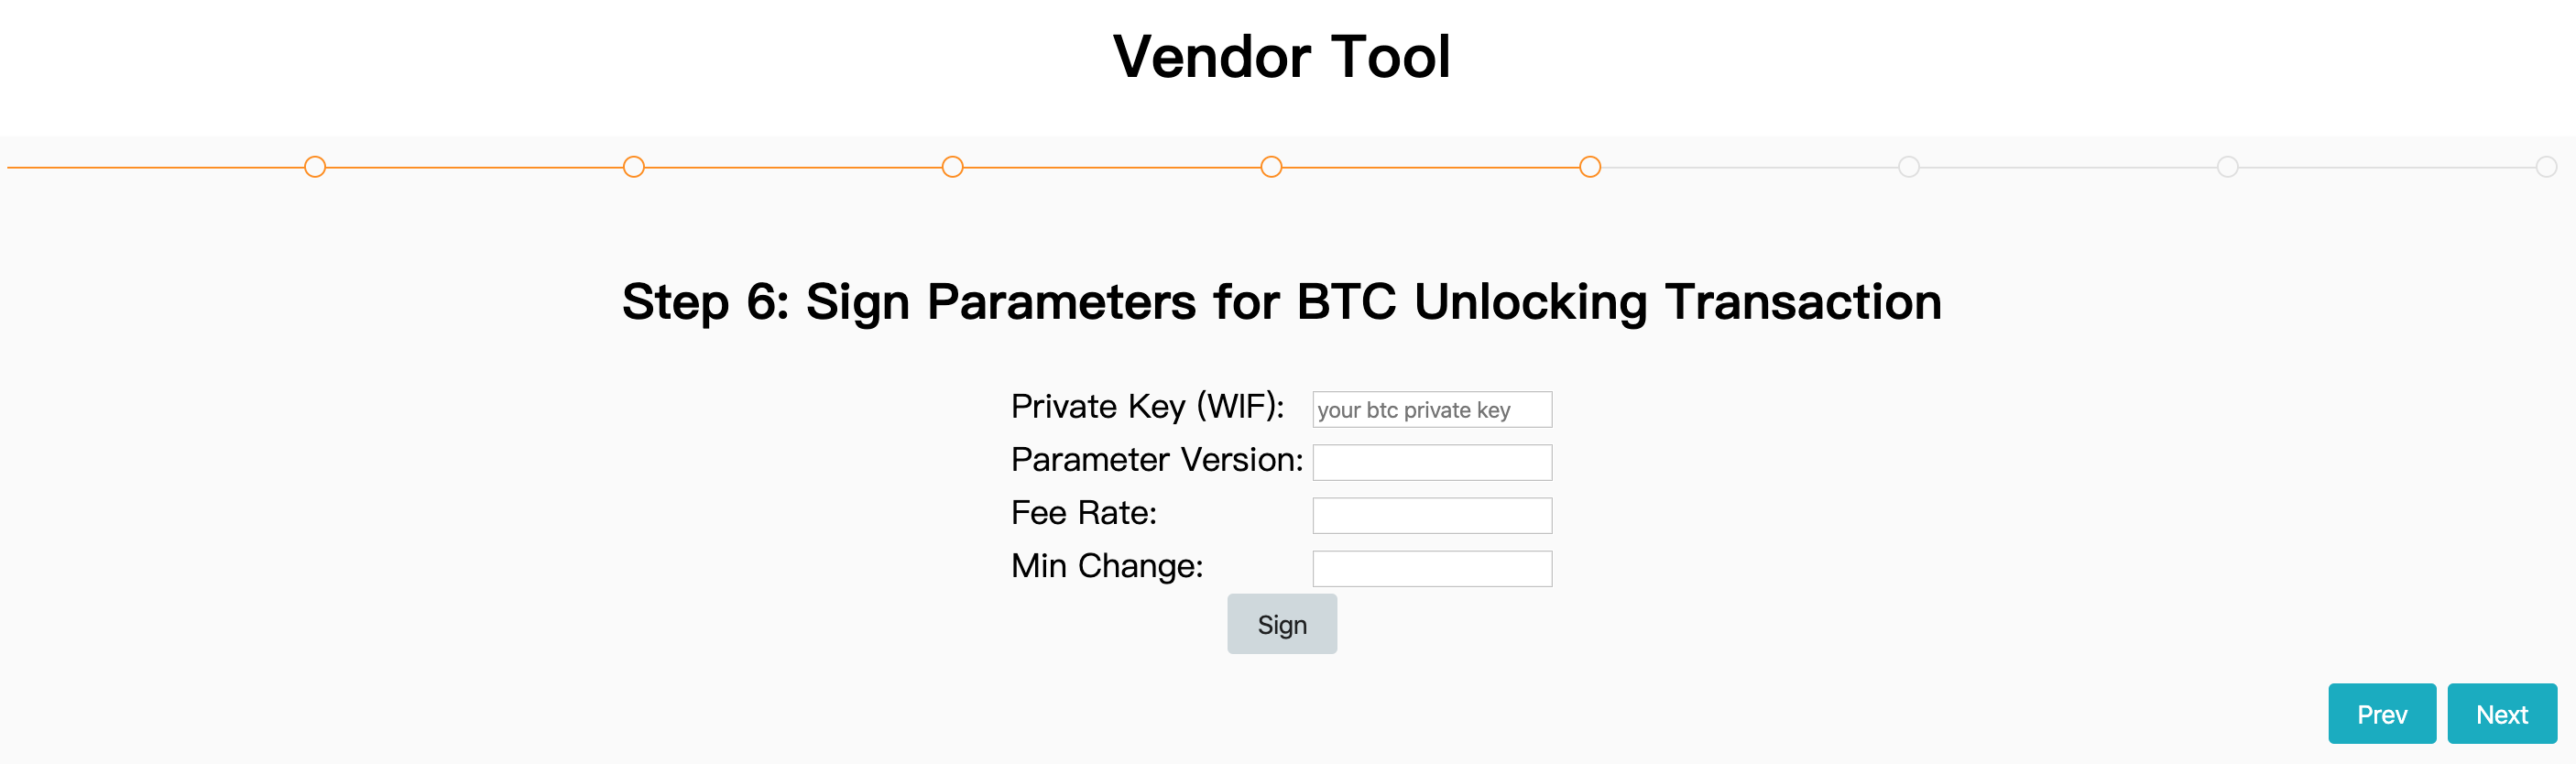 Vendor Tool
Step 6: Sign Parameters for BTC Unlocking Transaction
Private Key (WIF): your btc private key
Parameter Version:
Fee Rate:
Min Change:
Sign
Prev Next